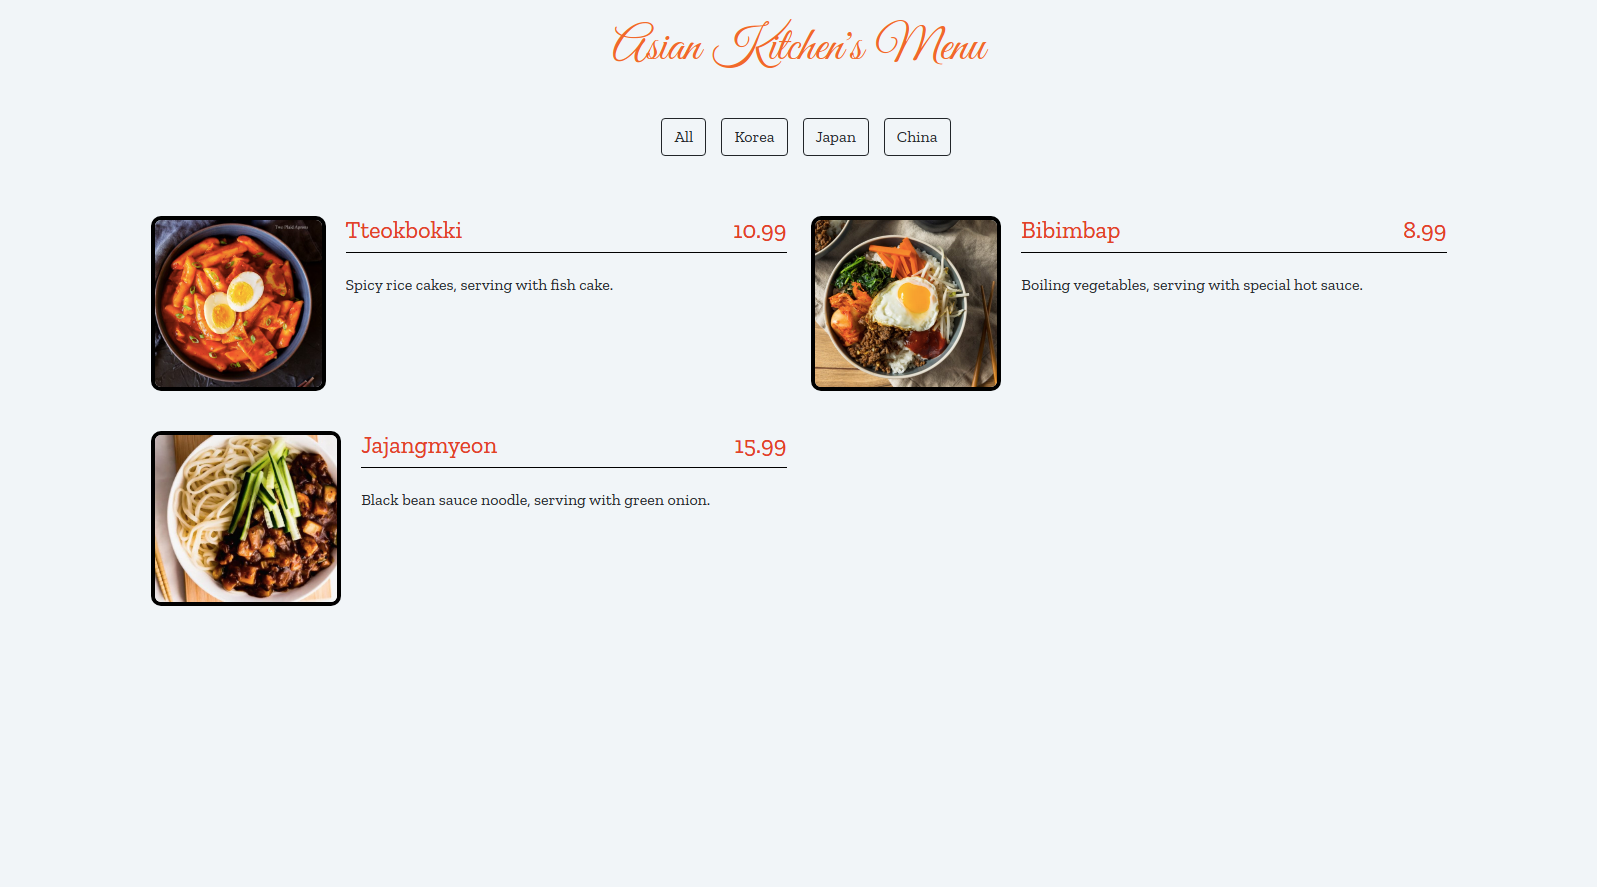 Asian Kitchen's Menu
All
Korea
Japan
China
Tteokbokki 10.99
Spicy rice cakes, serving with fish cake.
Bibimbap 8.99
Boiling vegetables, serving with special hot sauce.
Jajangmyeon 15.99
Black bean sauce noodle, serving with green onion.